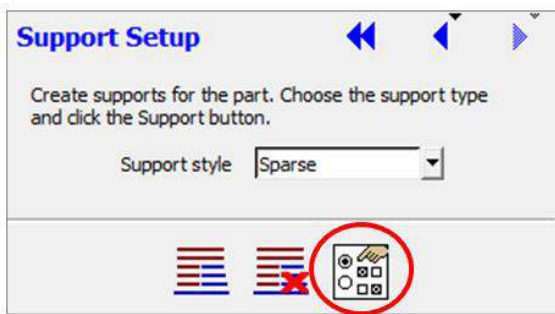 Support Setup
Create supports for the part. Choose the support type
and click the Support button.
Support style Sparse